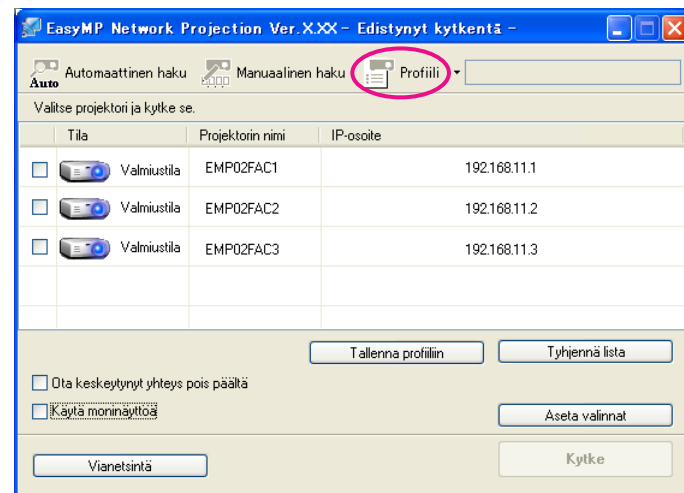 EasyMP Network Projection Ver.X.XX – Edistynyt kytkentä –
Auto Automaattinen haku Manuaalinen haku Profiili
Valitse projektori ja kytke se.
Tila Projektorin nimi IP-osoite
Valmiustila EMP02FAC1 192.168.11.1
Valmiustila EMP02FAC2 192.168.11.2
Valmiustila EMP02FAC3 192.168.11.3
Tallenna profiiliin Tyhjennä lista
Ota keskeytynyt yhteys pois päältä
Käytä moninäyttöä
Aseta valinnat
Vianetsintä Kytke